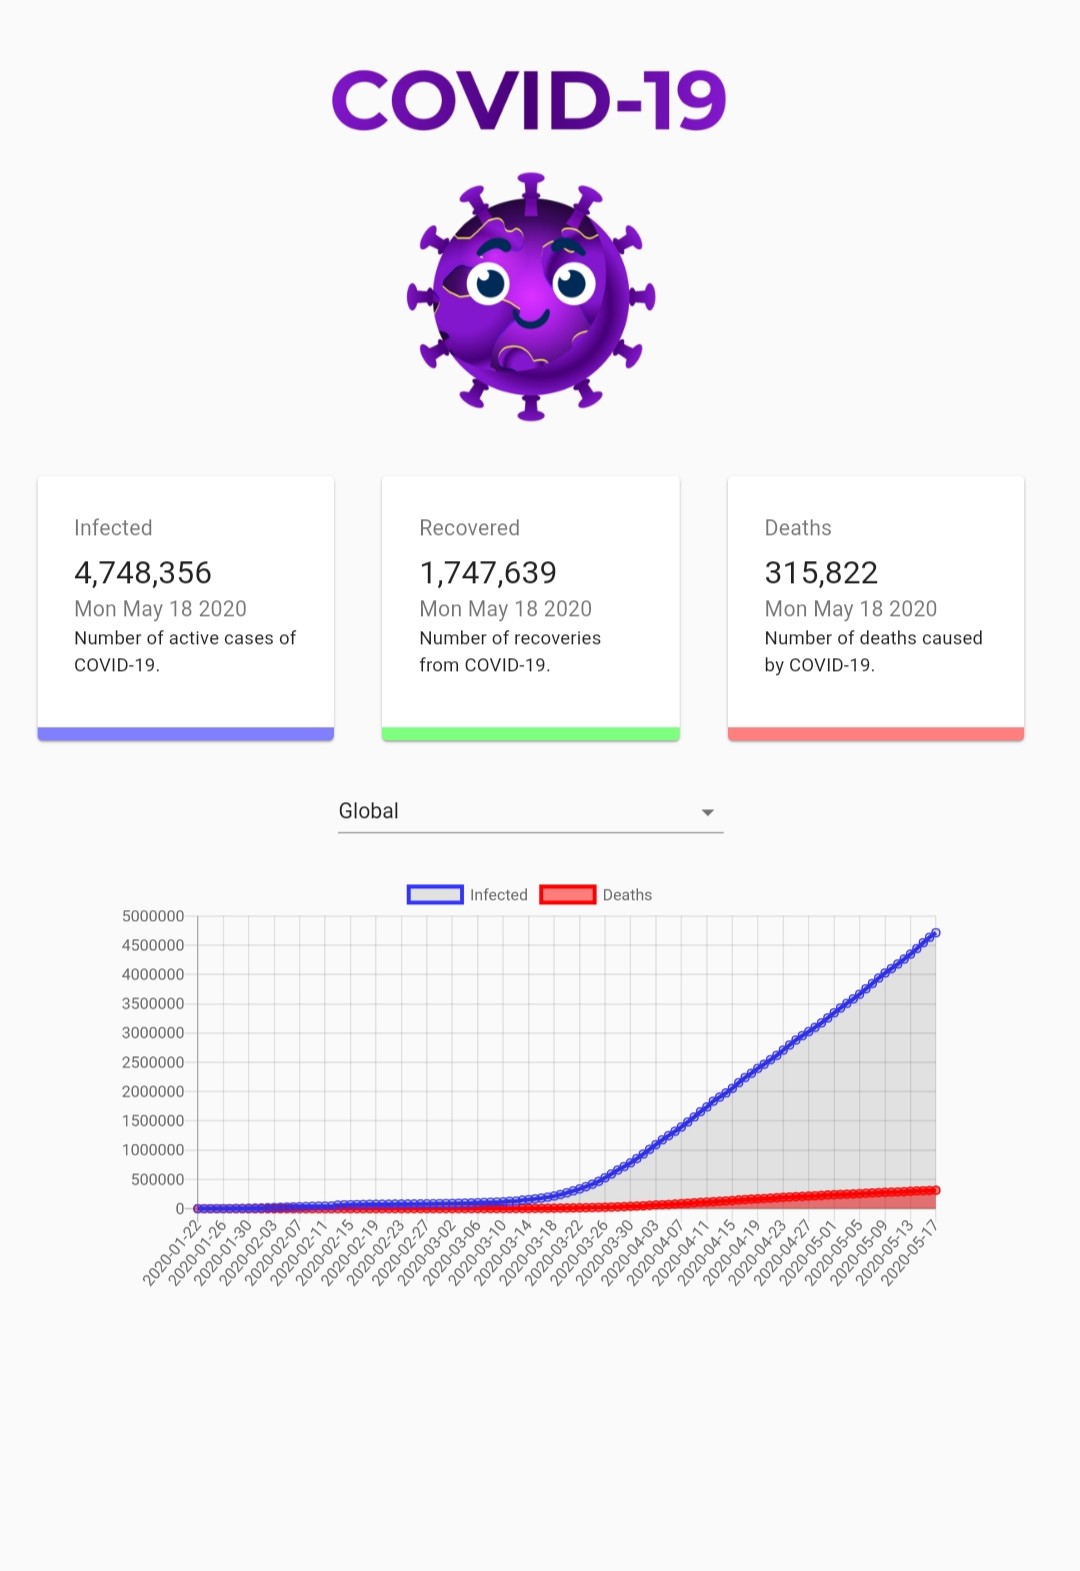 COVID-19
Infected
4,748,356
Mon May 18 2020
Number of active cases of
COVID-19.
Recovered
1,747,639
Mon May 18 2020
Number of recoveries
from COVID-19.
Deaths
315,822
Mon May 18 2020
Number of deaths caused
by COVID-19.
Global
Infected
Deaths
5000000
4500000
4000000
3500000
3000000
2500000
2000000
1500000
1000000
500000
0
2020-01-22
2020-01-26
2020-01-30
2020-02-03
2020-02-07
2020-02-11
2020-02-15
2020-02-19
2020-02-23
2020-02-27
2020-03-02
2020-03-06
2020-03-10
2020-03-14
2020-03-18
2020-03-22
2020-03-26
2020-03-30
2020-04-03
2020-04-07
2020-04-11
2020-04-15
2020-04-19
2020-04-23
2020-04-27
2020-05-01
2020-05-05
2020-05-09
2020-05-13
2020-05-17